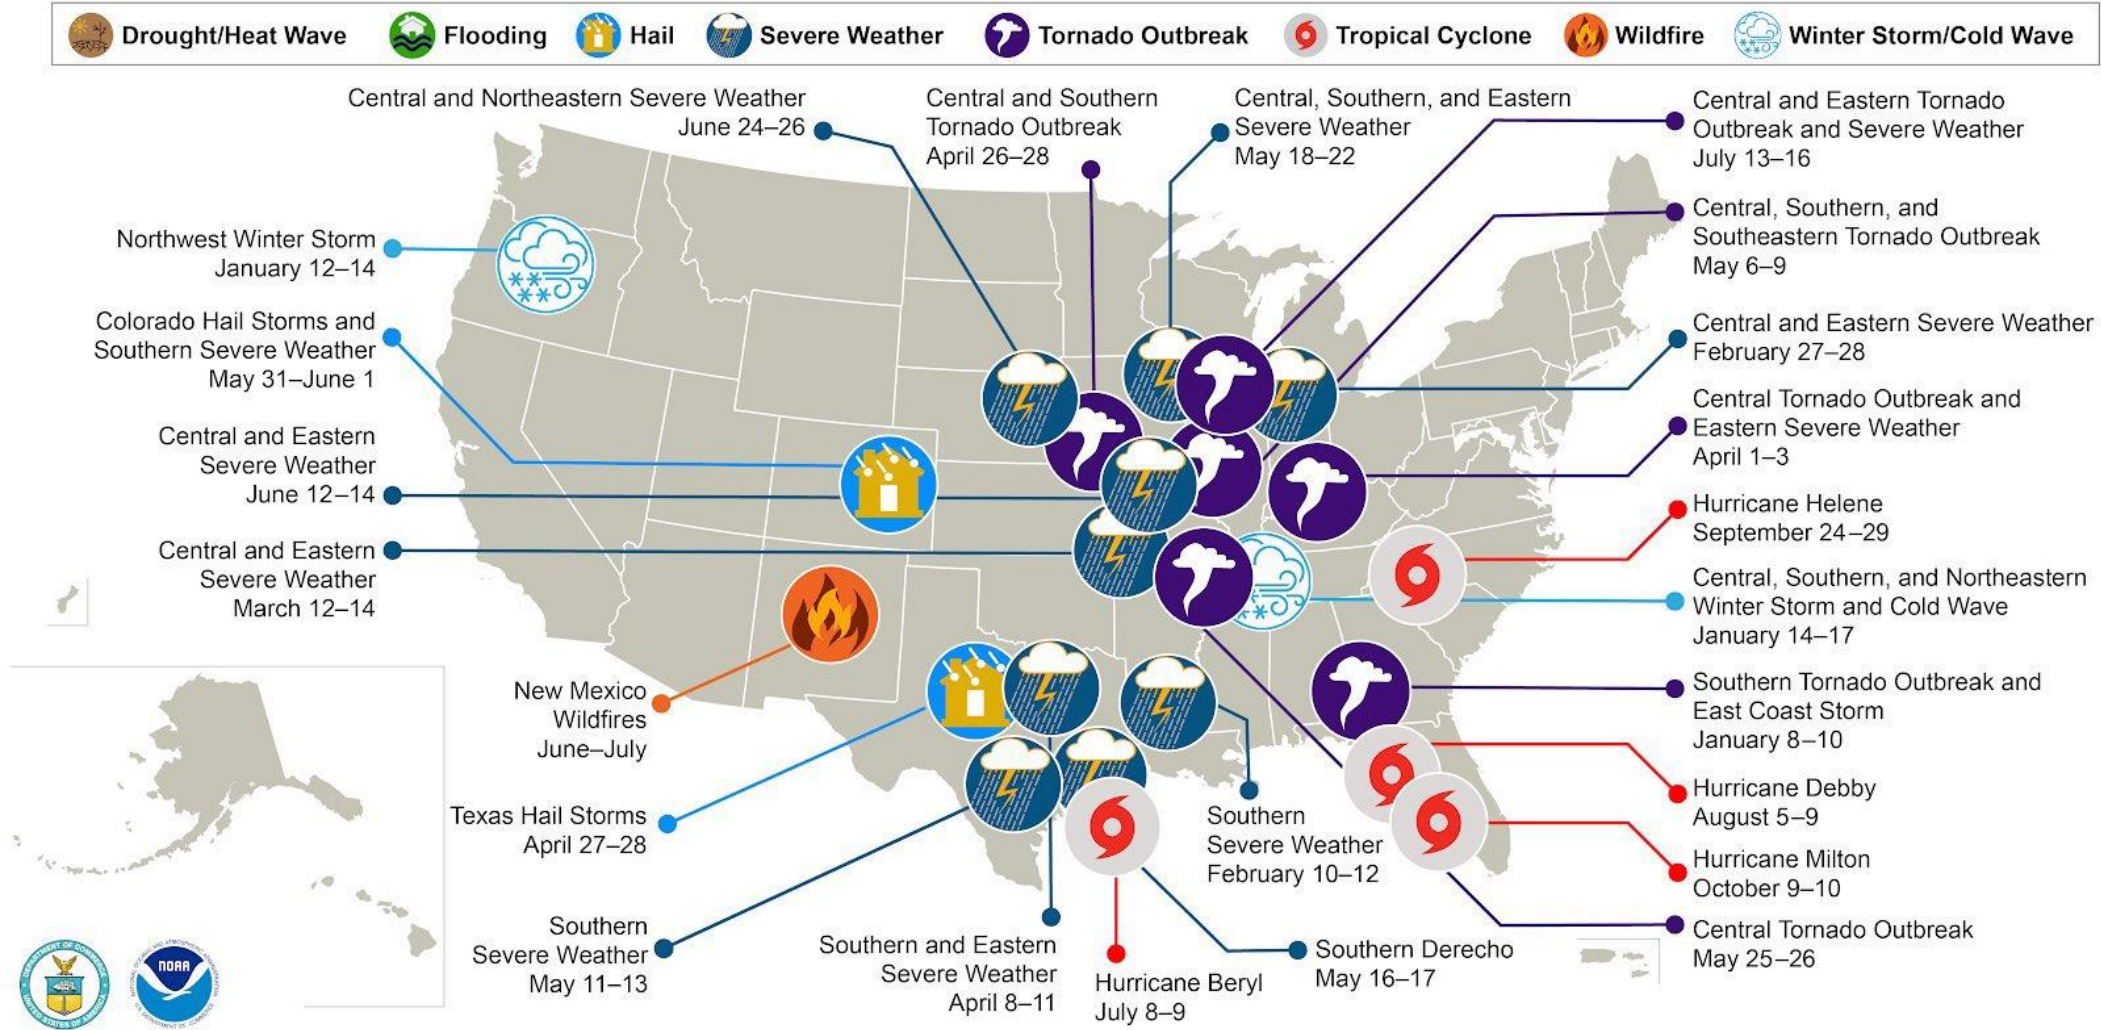 Drought/Heat Wave
Flooding
Hail
Severe Weather
Tornado Outbreak
Tropical Cyclone
Wildfire
Winter Storm/Cold Wave
Central and Northeastern Severe Weather
June 24–26
Central and Southern
Tornado Outbreak
April 26–28
Central, Southern, and Eastern
Severe Weather
May 18–22
Central and Eastern Tornado
Outbreak and Severe Weather
July 13–16
Central, Southern, and
Southeastern Tornado Outbreak
May 6–9
Central and Eastern Severe Weather
February 27–28
Central Tornado Outbreak and
Eastern Severe Weather
April 1–3
Hurricane Helene
September 24–29
Central, Southern, and Northeastern
Winter Storm and Cold Wave
January 14–17
Southern Tornado Outbreak and
East Coast Storm
January 8–10
Hurricane Debby
August 5–9
Hurricane Milton
October 9–10
Central Tornado Outbreak
May 25–26
Northwest Winter Storm
January 12–14
Colorado Hail Storms and
Southern Severe Weather
May 31–June 1
Central and Eastern
Severe Weather
June 12–14
Central and Eastern
Severe Weather
March 12–14
New Mexico
Wildfires
June–July
Texas Hail Storms
April 27–28
Southern
Severe Weather
May 11–13
Southern and Eastern
Severe Weather
April 8–11
Hurricane Beryl
July 8–9
Southern Derecho
May 16–17
Southern
Severe Weather
February 10–12
DEPARTMENT OF COMMERCE
UNITED STATES OF AMERICA
NOAA